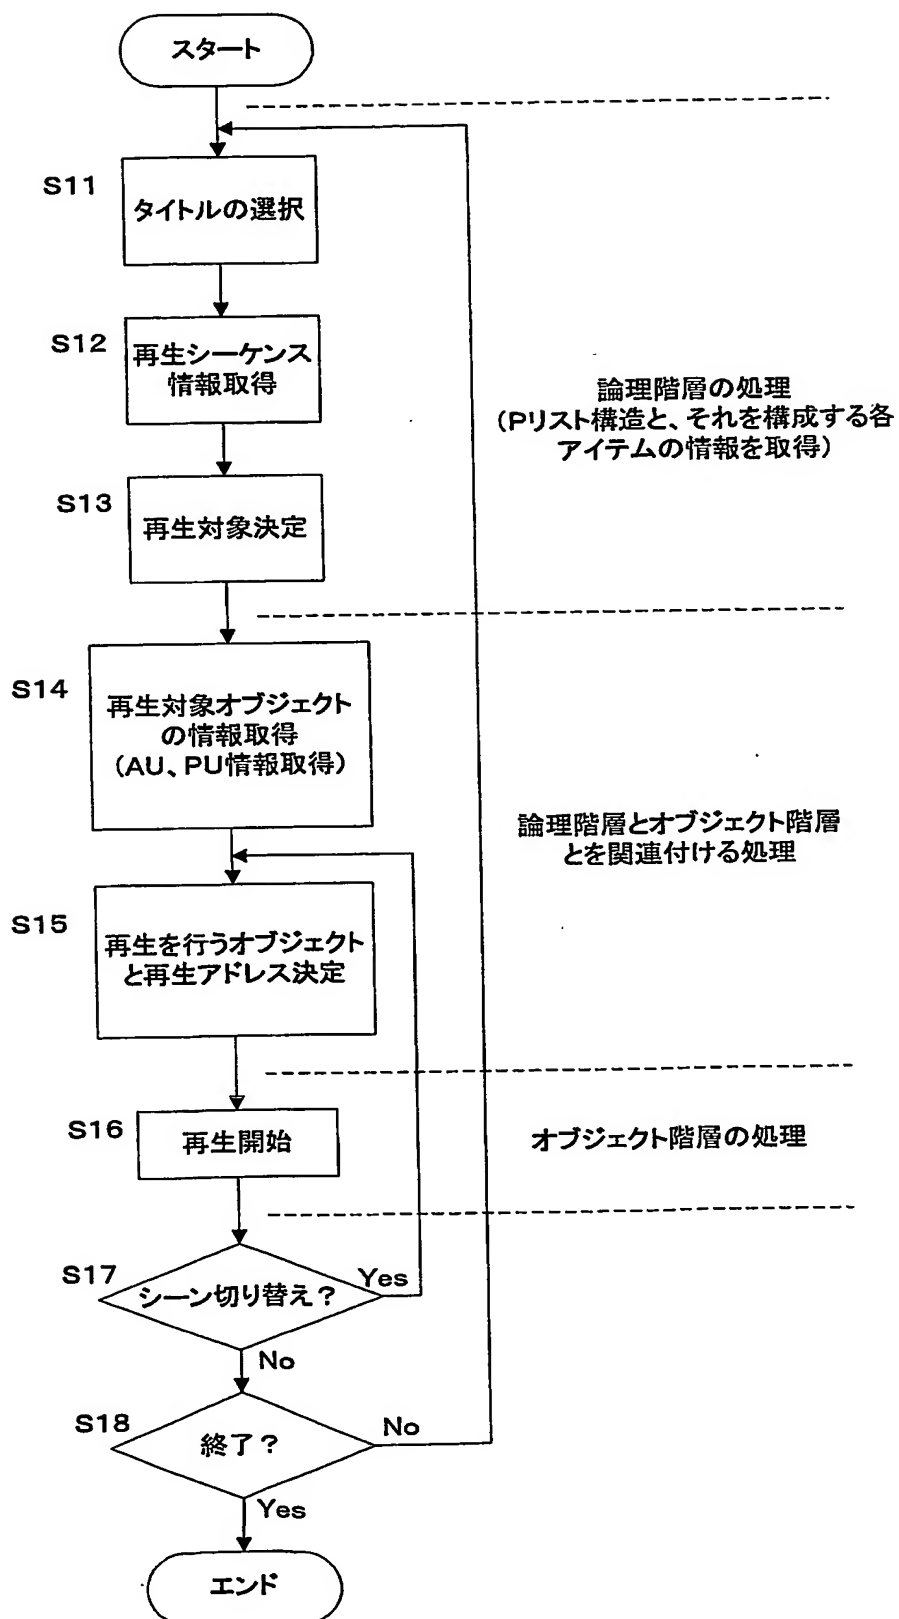 スタート
S11
タイトルの選択
S12
再生シーケンス
情報取得
論理階層の処理
(Pリスト構造と、それを構成する各
アイテムの情報を取得)
S13
再生対象決定
S14
再生対象オブジェクト
の情報取得
(AU、PU情報取得)
論理階層とオブジェクト階層
とを関連付ける処理
S15
再生を行うオブジェクト
と再生アドレス決定
S16
再生開始
オブジェクト階層の処理
S17
シーン切り替え?
Yes
No
S18
終了?
No
Yes
エンド